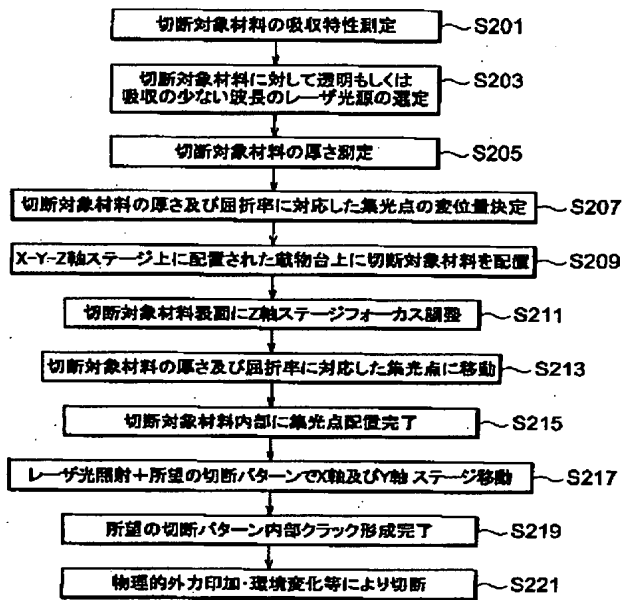 切断対象材料の吸収特性測定 S201
切断対象材料に対して透明もしくは
吸収の少ない波長のレーザ光源の選定 S203
切断対象材料の厚さ測定 S205
切断対象材料の厚さ及び屈折率に対応した集光点の変位量決定 S207
X-Y-Z軸ステージ上に配置された載物台上に切断対象材料を配置 S209
切断対象材料表面にZ軸ステージフォーカス調整 S211
切断対象材料の厚さ及び屈折率に対応した集光点に移動 S213
切断対象材料内部に集光点配置完了 S215
レーザ光照射+所望の切断パターンでX軸及びY軸 ステージ移動 S217
所望の切断パターン内部クラック形成完了 S219
物理的外力印加・環境変化等により切断 S221